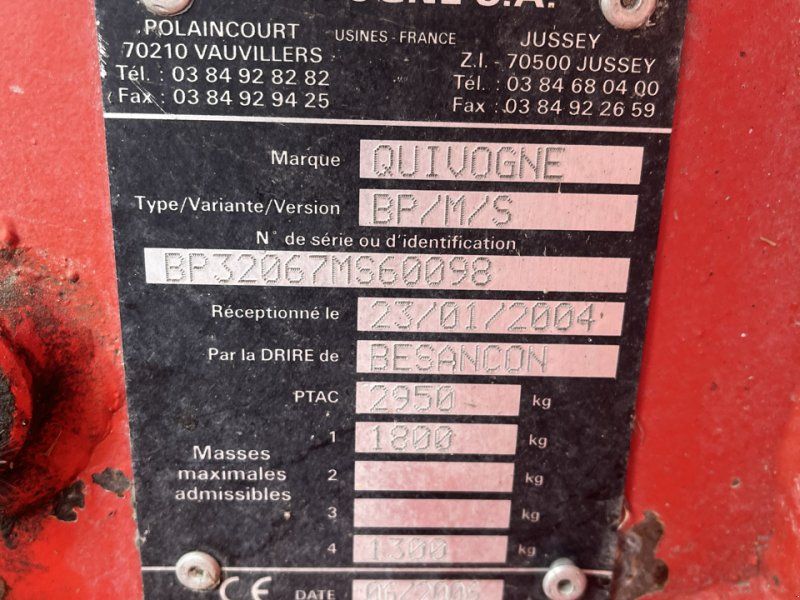 POLAINCOURT
70210 VAUVILLERS
Tél. : 03 84 92 82 82
Fax : 03 84 92 94 25
USINES - FRANCE
JUSSEY
Z.I. - 70500 JUSSEY
Tél. : 03 84 68 04 00
Fax : 03 84 92 26 59
Marque QUIVOGNE
Type/Variante/Version BP/M/S
N° de série ou d'identification
BP32067MS60098
Réceptionné le 23/01/2004
Par la DRIRE de BESANCON
PTAC 2950 kg
Masses maximales admissibles
1 1800 kg
2 kg
3 kg
4 1300 kg
CE DATE